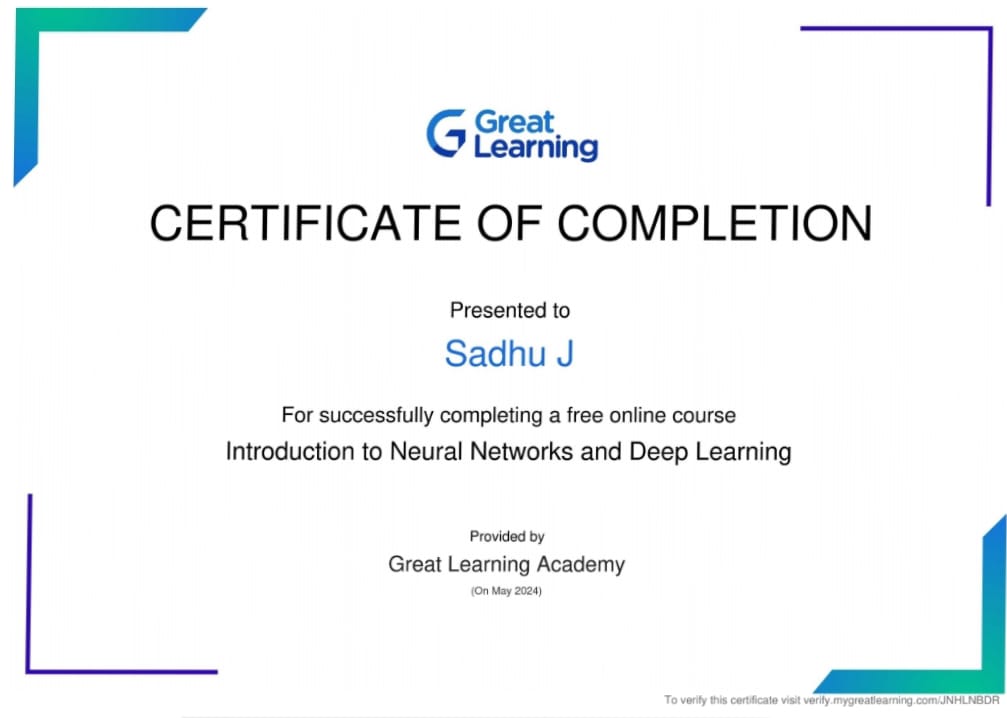 Great
Learning
CERTIFICATE OF COMPLETION
Presented to
Sadhu J
For successfully completing a free online course
Introduction to Neural Networks and Deep Learning
Provided by
Great Learning Academy
(On May 2024)
To verify this certificate visit verify.mygreatlearning.com/JNHLNBDR